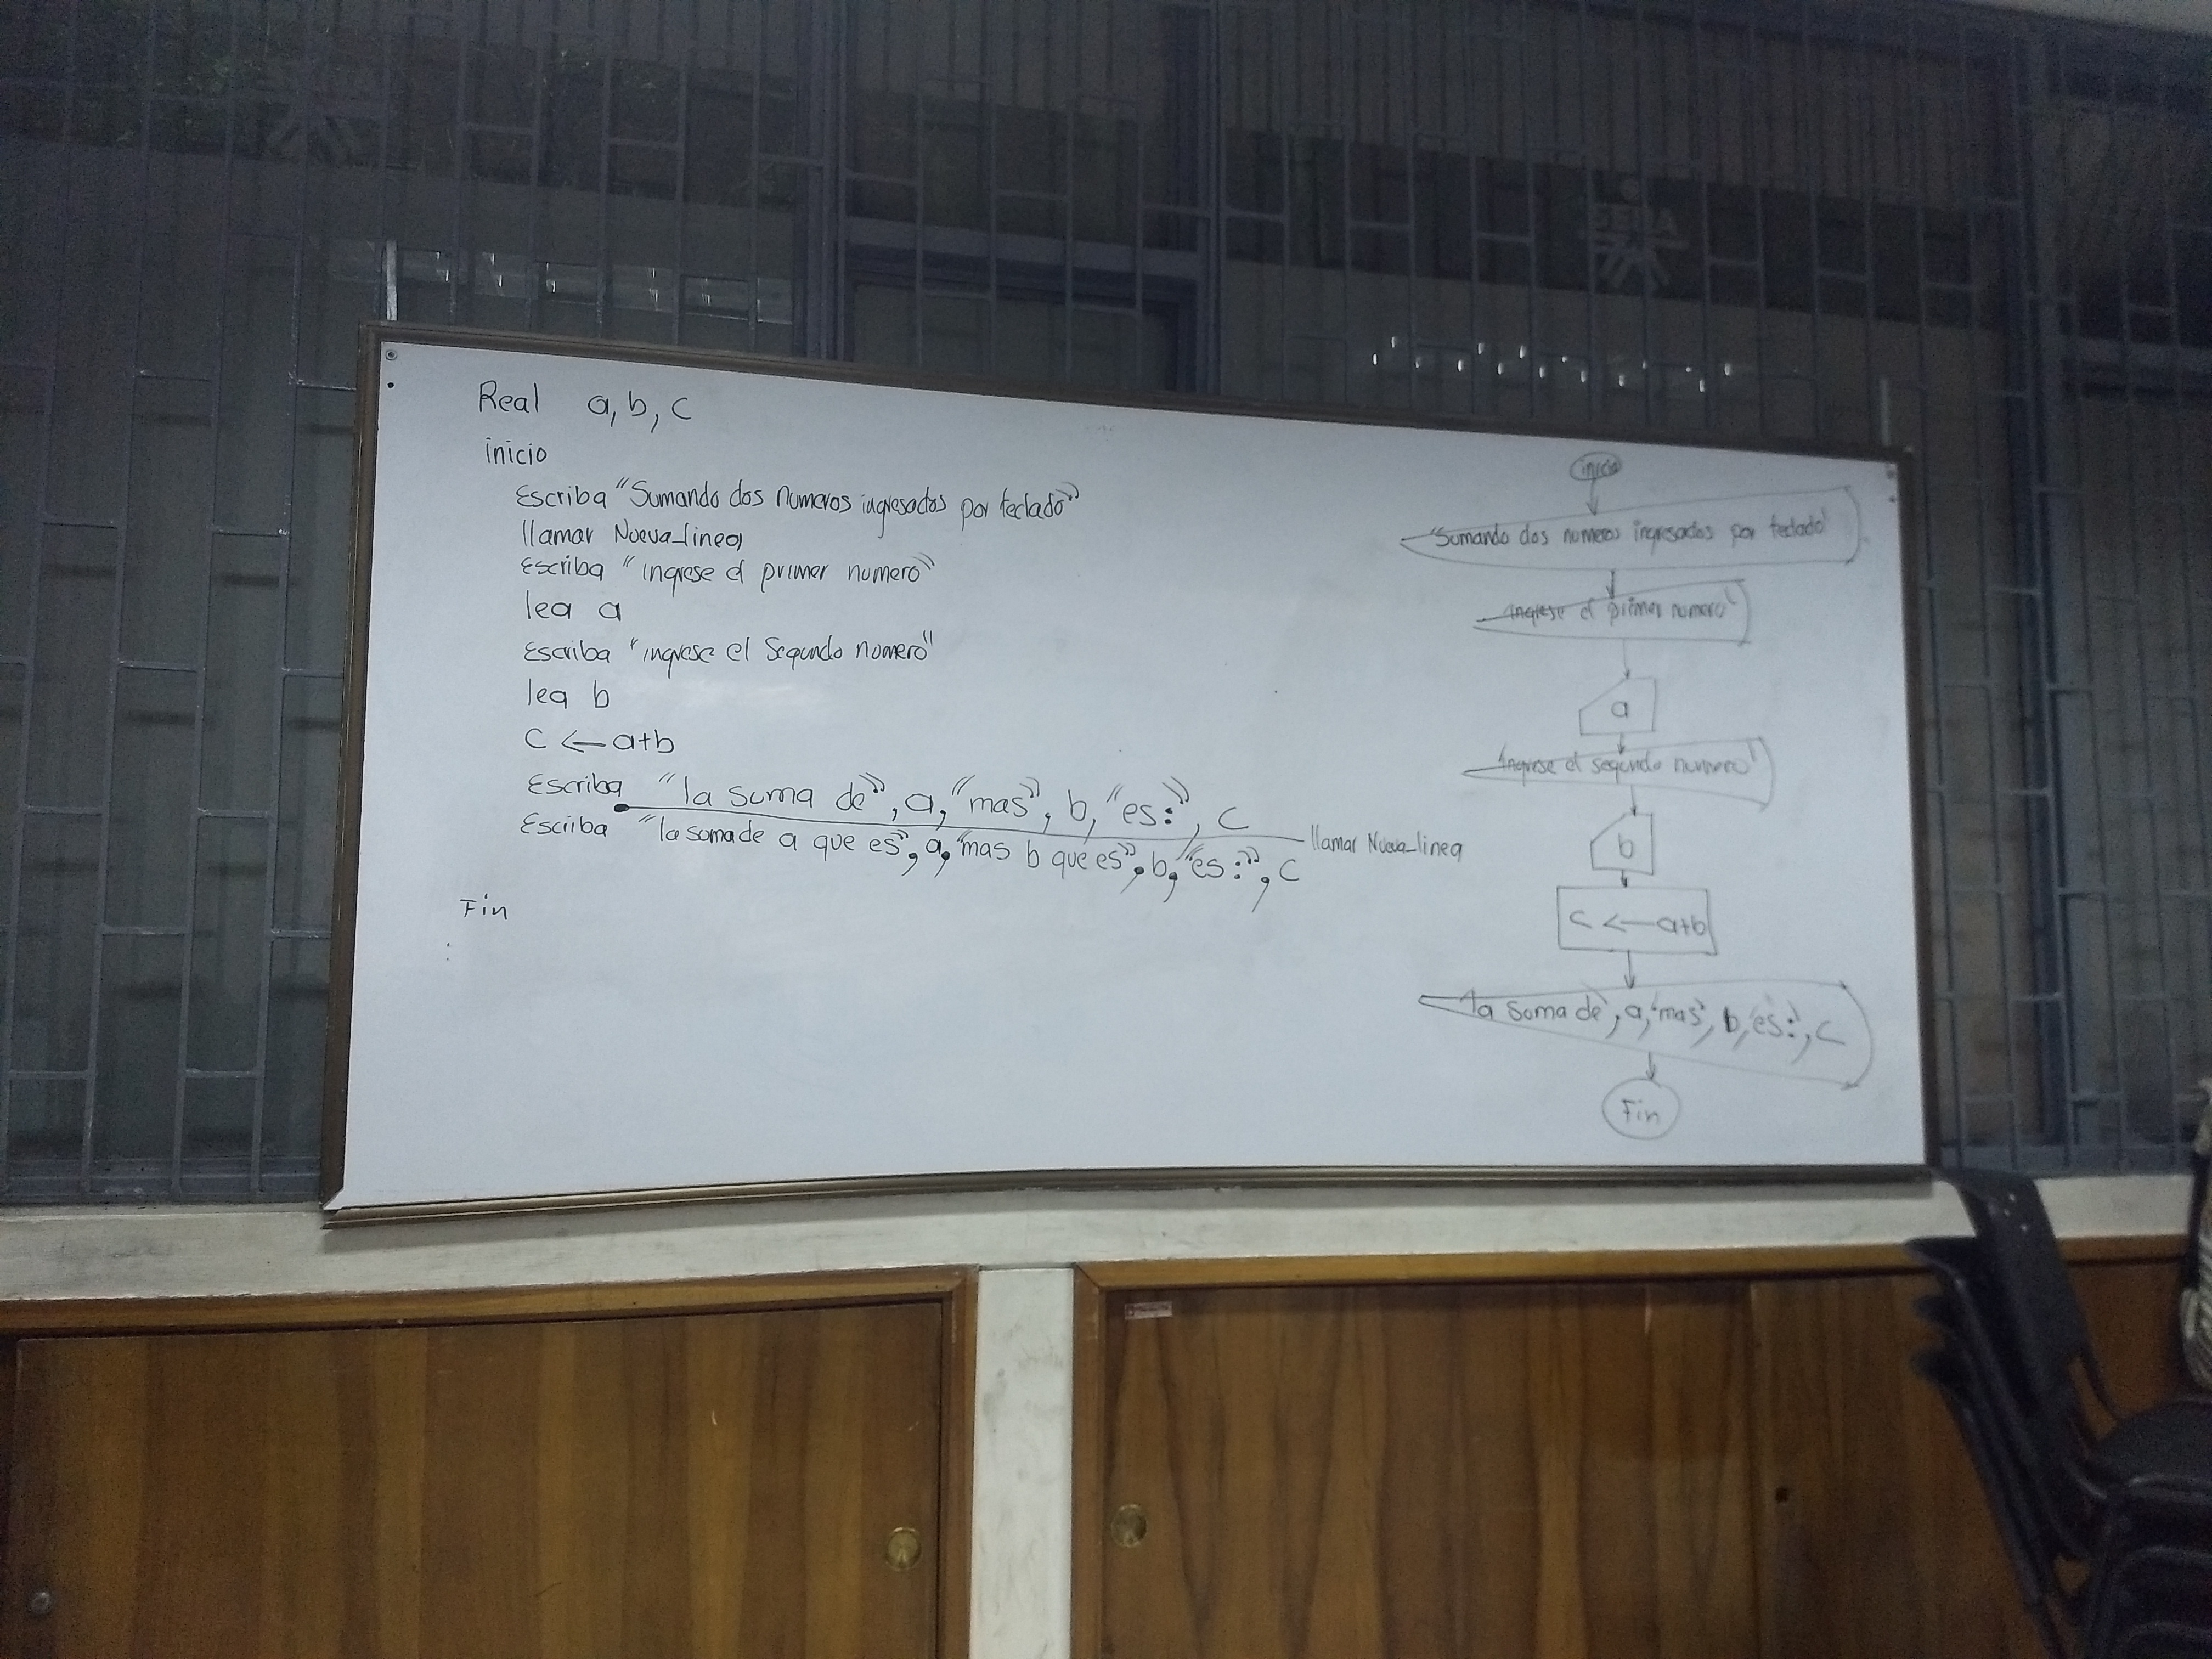 Real a, b, c
inicio
Escriba "Sumando dos numeros ingresados por teclado"
llamar Nueva_linea
Escriba "ingrese el primer numero"
lea a
Escriba "ingrese el Segundo numero"
lea b
C ← a+b
Escriba "la suma de", a, "mas", b, "es:", c
llamar Nueva_linea
Escriba "la suma de a que es", a, "mas b que es", b, "es:", c
Fin
inicio
"Sumando dos numeros ingresados por teclado"
"Ingrese el primer numero"
a
"Ingrese el segundo numero"
b
c ← a+b
"la suma de", a, "mas", b, "es:", c
Fin